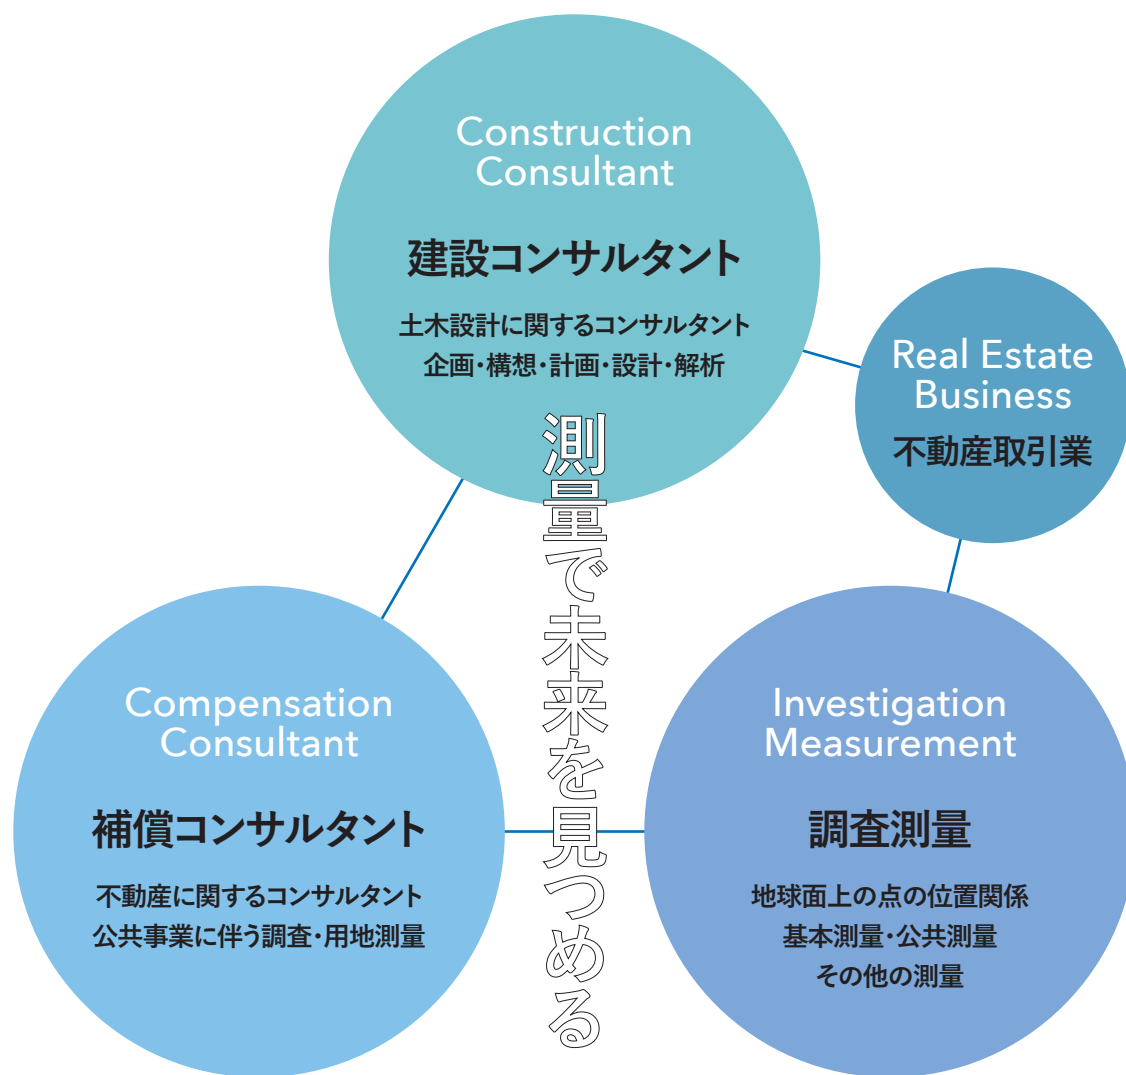 Construction
Consultant
建設コンサルタント
土木設計に関するコンサルタント
企画・構想・計画・設計・解析
Real Estate
Business
不動産取引業
測量で未来を見つめる
Compensation
Consultant
補償コンサルタント
不動産に関するコンサルタント
公共事業に伴う調査・用地測量
Investigation
Measurement
調査測量
地球面上の点の位置関係
基本測量・公共測量
その他の測量